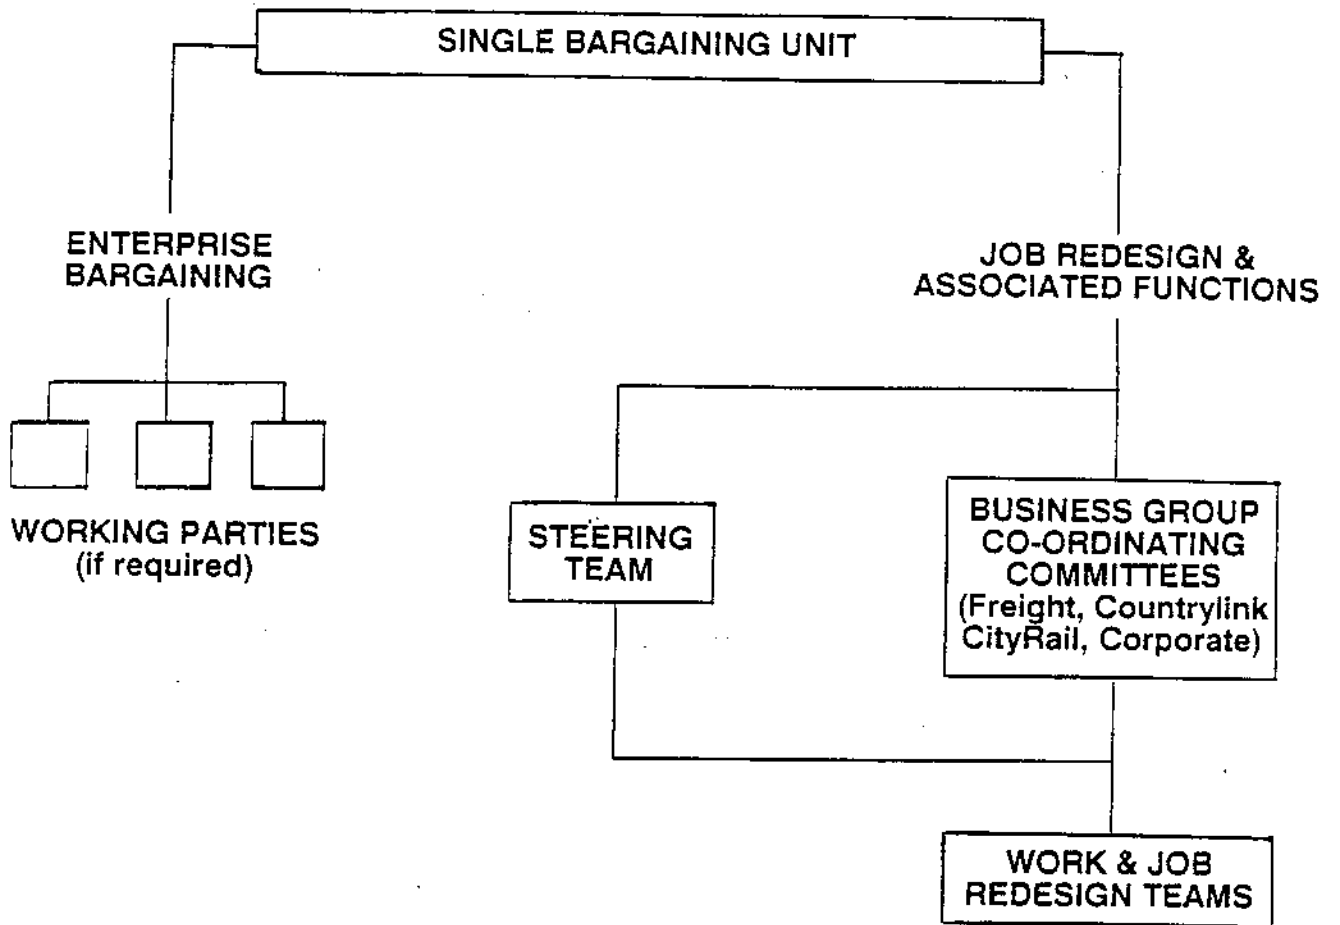 SINGLE BARGAINING UNIT
ENTERPRISE
BARGAINING
JOB REDESIGN &
ASSOCIATED FUNCTIONS
WORKING PARTIES
(if required)
STEERING
TEAM
BUSINESS GROUP
CO-ORDINATING
COMMITTEES
(Freight, Countrylink
CityRail, Corporate)
WORK & JOB
REDESIGN TEAMS